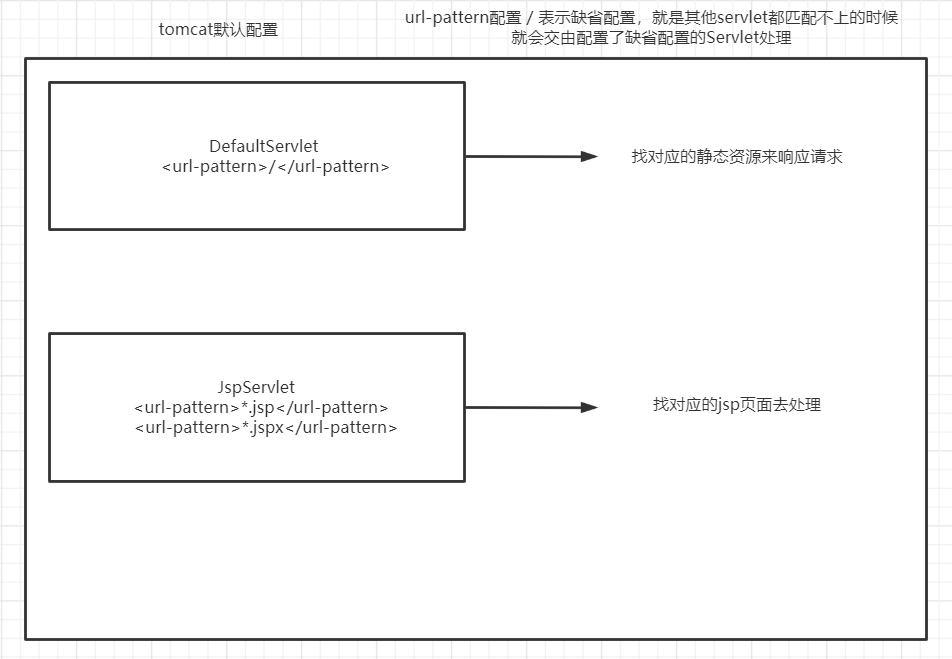 tomcat默认配置
url-pattern配置 / 表示缺省配置，就是其他servlet都匹配不上的时候
就会交由配置了缺省配置的Servlet处理
DefaultServlet
<url-pattern>/</url-pattern>
找对应的静态资源来响应请求
JspServlet
<url-pattern>*.jsp</url-pattern>
<url-pattern>*.jspx</url-pattern>
找对应的jsp页面去处理